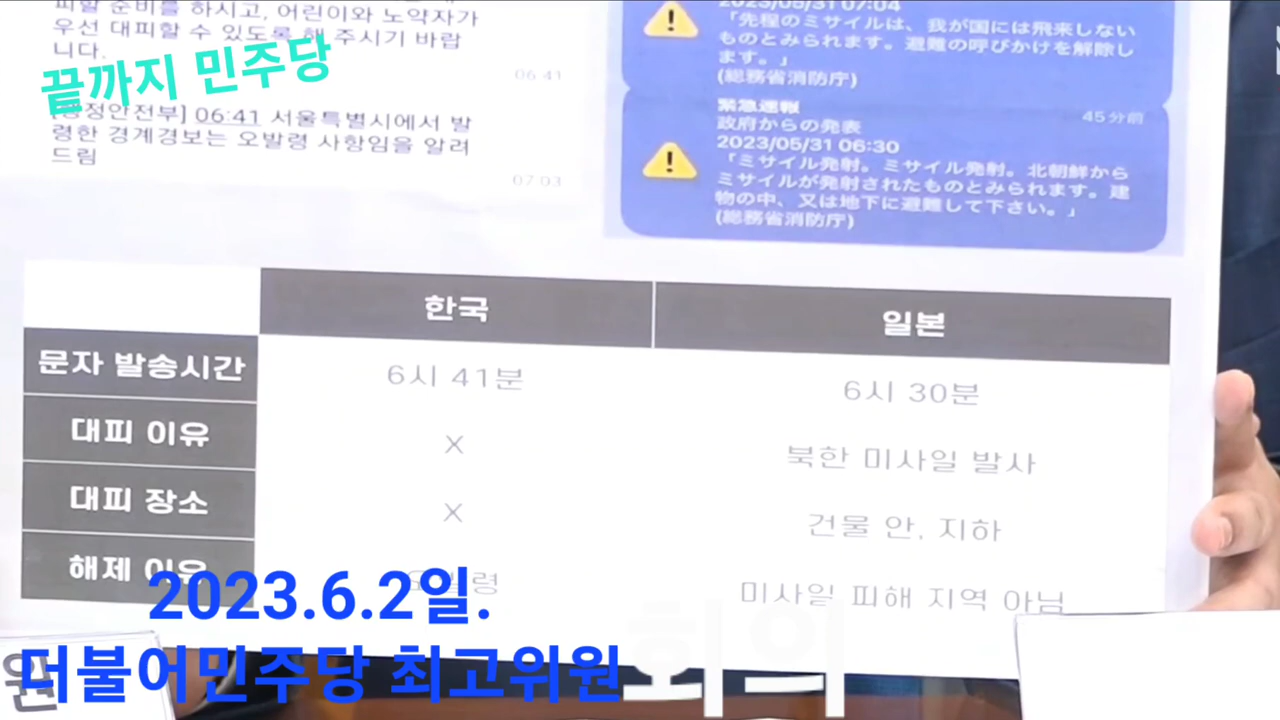 피할 준비를 하시고, 어린이와 노약자가
우선 대피할 수 있도록 해 주시기 바랍
니다.
06:41
끝까지 민주당
[행정안전부] 06:41 서울특별시에서 발
령한 경계경보는 오발령 사항임을 알려
드림
07:03
2023/05/31 07:04
「先程のミサイルは、我が国には飛来しない
ものとみられます。避難の呼びかけを解除し
ます。」
(総務省消防庁)
緊急速報
45分前
政府からの発表
2023/05/31 06:30
「ミサイル発射。ミサイル発射。北朝鮮から
ミサイルが発射されたものとみられます。建
物の中、又は地下に避難して下さい。」
(総務省消防庁)
한국 일본
문자 발송시간 6시 41분 6시 30분
대피 이유 X 북한 미사일 발사
대피 장소 X 건물 안, 지하
해제 이유 오발령 미사일 피해 지역 아님
2023.6.2일.
더불어민주당 최고위원 회의
원